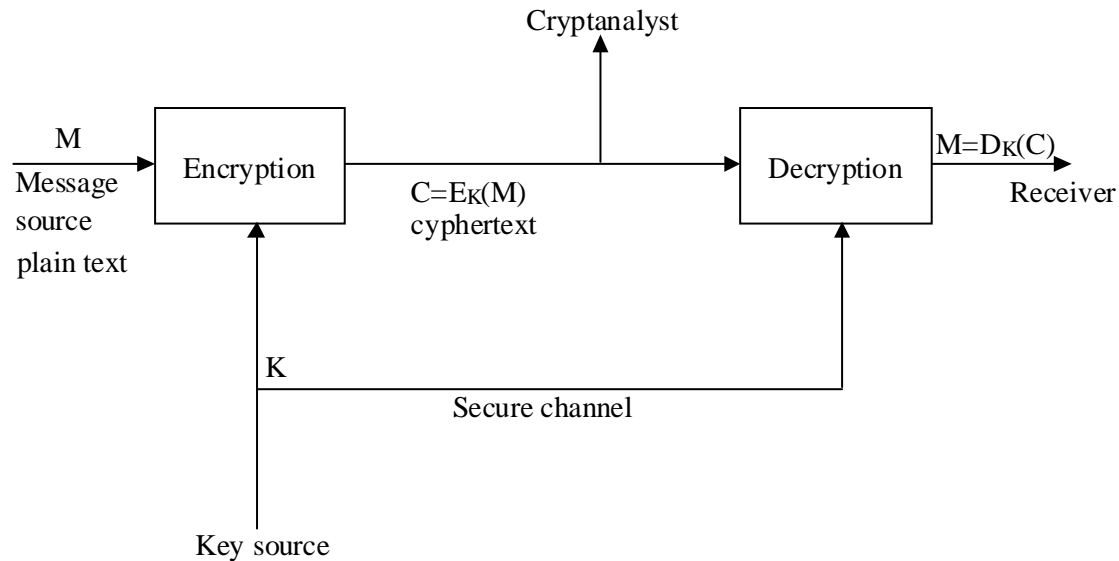 Cryptanalyst
M
Encryption
Decryption
M=DK(C)
Message
source
plain text
C=EK(M)
cyphertext
Receiver
K
Secure channel
Key source